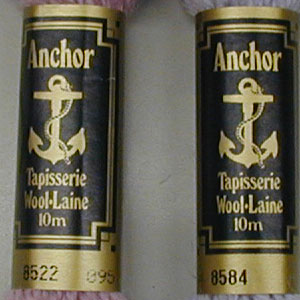 Anchor
Tapisserie
Wool·Laine
10m
8522 095
Anchor
Tapisserie
Wool·Laine
10m
8584